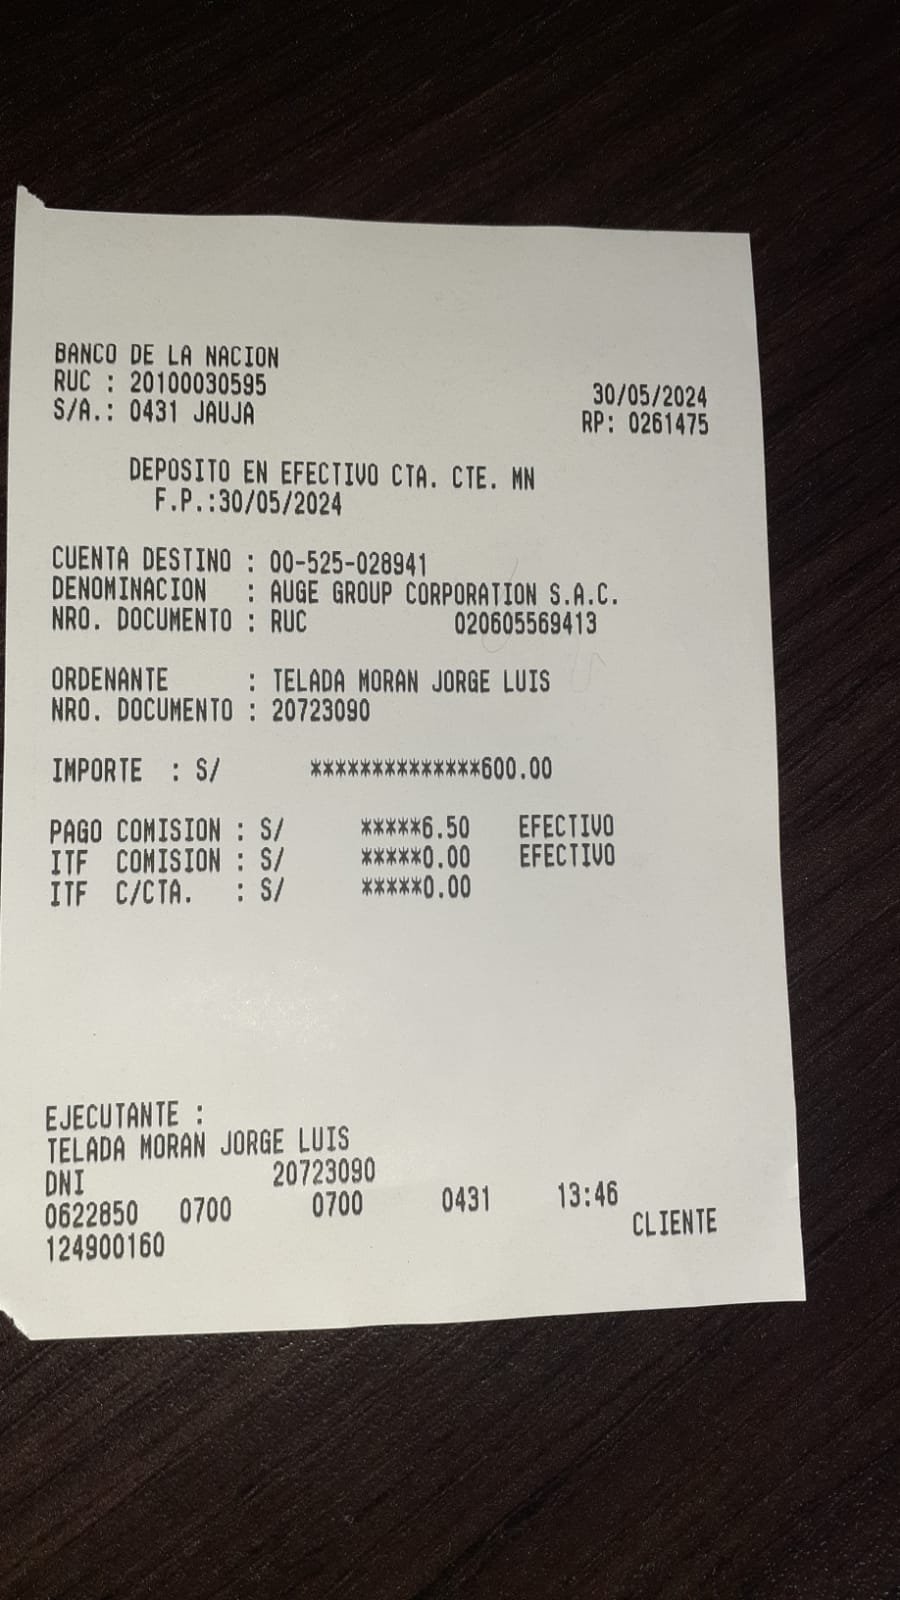 BANCO DE LA NACION
RUC : 20100030595
S/A.: 0431 JAUJA
30/05/2024
RP: 0261475
DEPOSITO EN EFECTIVO CTA. CTE. MN
F.P.:30/05/2024
CUENTA DESTINO : 00-525-028941
DENOMINACION : AUGE GROUP CORPORATION S.A.C.
NRO. DOCUMENTO : RUC 020605569413
ORDENANTE : TELADA MORAN JORGE LUIS
NRO. DOCUMENTO : 20723090
IMPORTE : S/ **************600.00
PAGO COMISION : S/ *****6.50 EFECTIVO
ITF COMISION : S/ *****0.00 EFECTIVO
ITF C/CTA. : S/ *****0.00
EJECUTANTE :
TELADA MORAN JORGE LUIS
DNI 20723090
0622850 0700 0700 0431 13:46
CLIENTE
124900160